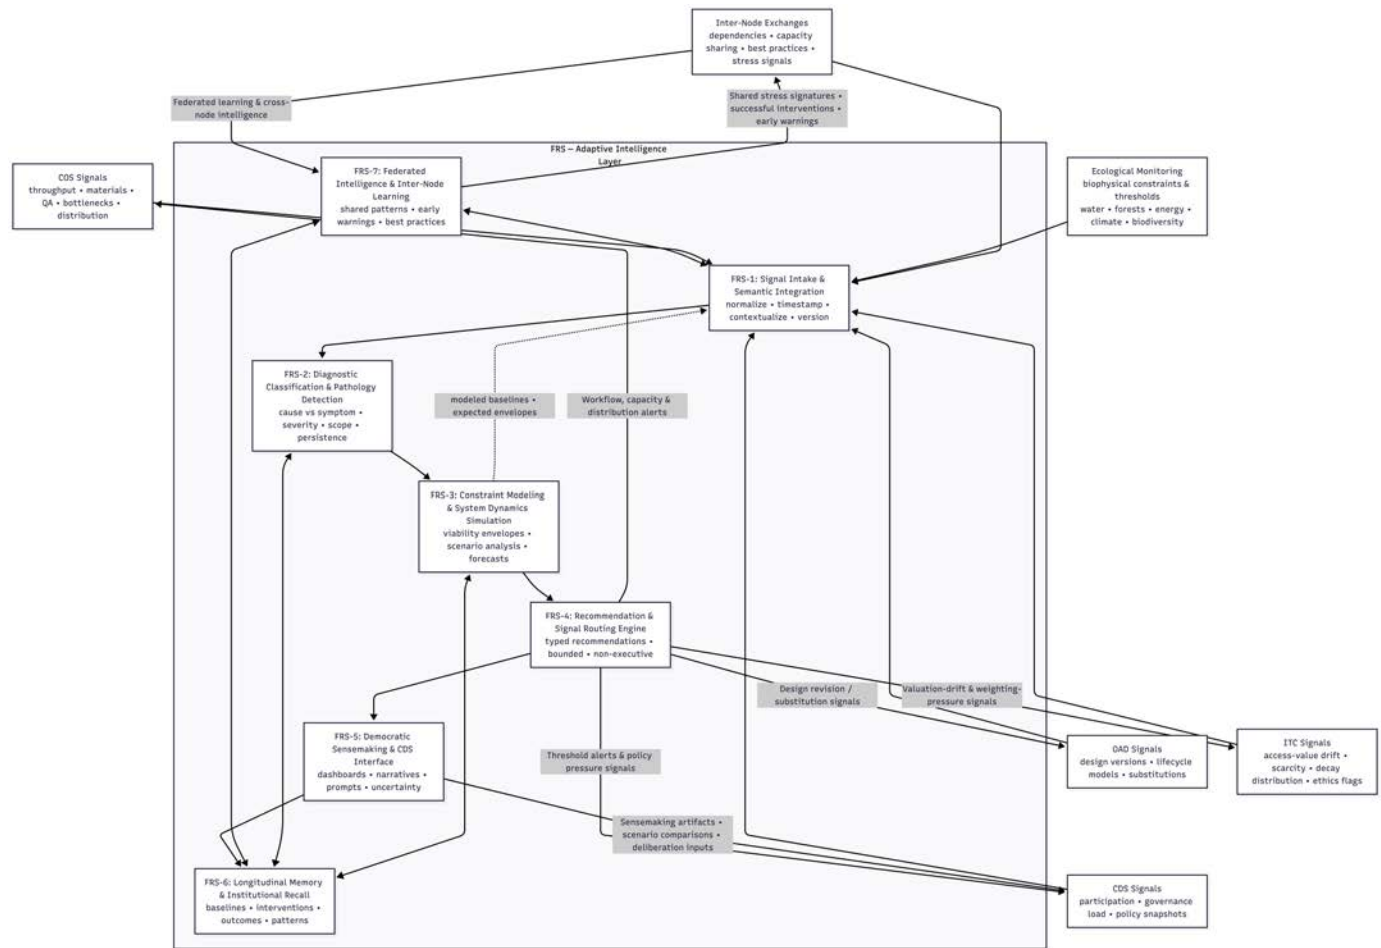 Inter-Node Exchanges
dependencies • capacity
sharing • best practices •
stress signals
Federated learning & cross-
node intelligence
Shared stress signatures •
successful interventions •
early warnings
FRS – Adaptive Intelligence
Layer
COS Signals
throughput • materials •
QA • bottlenecks •
distribution
FRS-7: Federated
Intelligence & Inter-Node
Learning
shared patterns • early
warnings • best practices
Ecological Monitoring
biophysical constraints &
thresholds
water • forests • energy •
climate • biodiversity
FRS-1: Signal Intake &
Semantic Integration
normalize • timestamp •
contextualize • version
FRS-2: Diagnostic
Classification & Pathology
Detection
cause vs symptom •
severity • scope •
persistence
modeled baselines •
expected envelopes
Workflow, capacity &
distribution alerts
FRS-3: Constraint Modeling
& System Dynamics
Simulation
viability envelopes •
scenario analysis •
forecasts
FRS-4: Recommendation &
Signal Routing Engine
typed recommendations •
bounded • non-executive
Design revision /
substitution signals
Valuation-drift & weighting-
pressure signals
FRS-5: Democratic
Sensemaking & CDS
Interface
dashboards • narratives •
prompts • uncertainty
Threshold alerts & policy
pressure signals
OAD Signals
design versions • lifecycle
models • substitutions
ITC Signals
access-value drift •
scarcity • decay
distribution • ethics flags
Sensemaking artifacts •
scenario comparisons •
deliberation inputs
FRS-6: Longitudinal Memory
& Institutional Recall
baselines • interventions •
outcomes • patterns
CDS Signals
participation • governance
load • policy snapshots